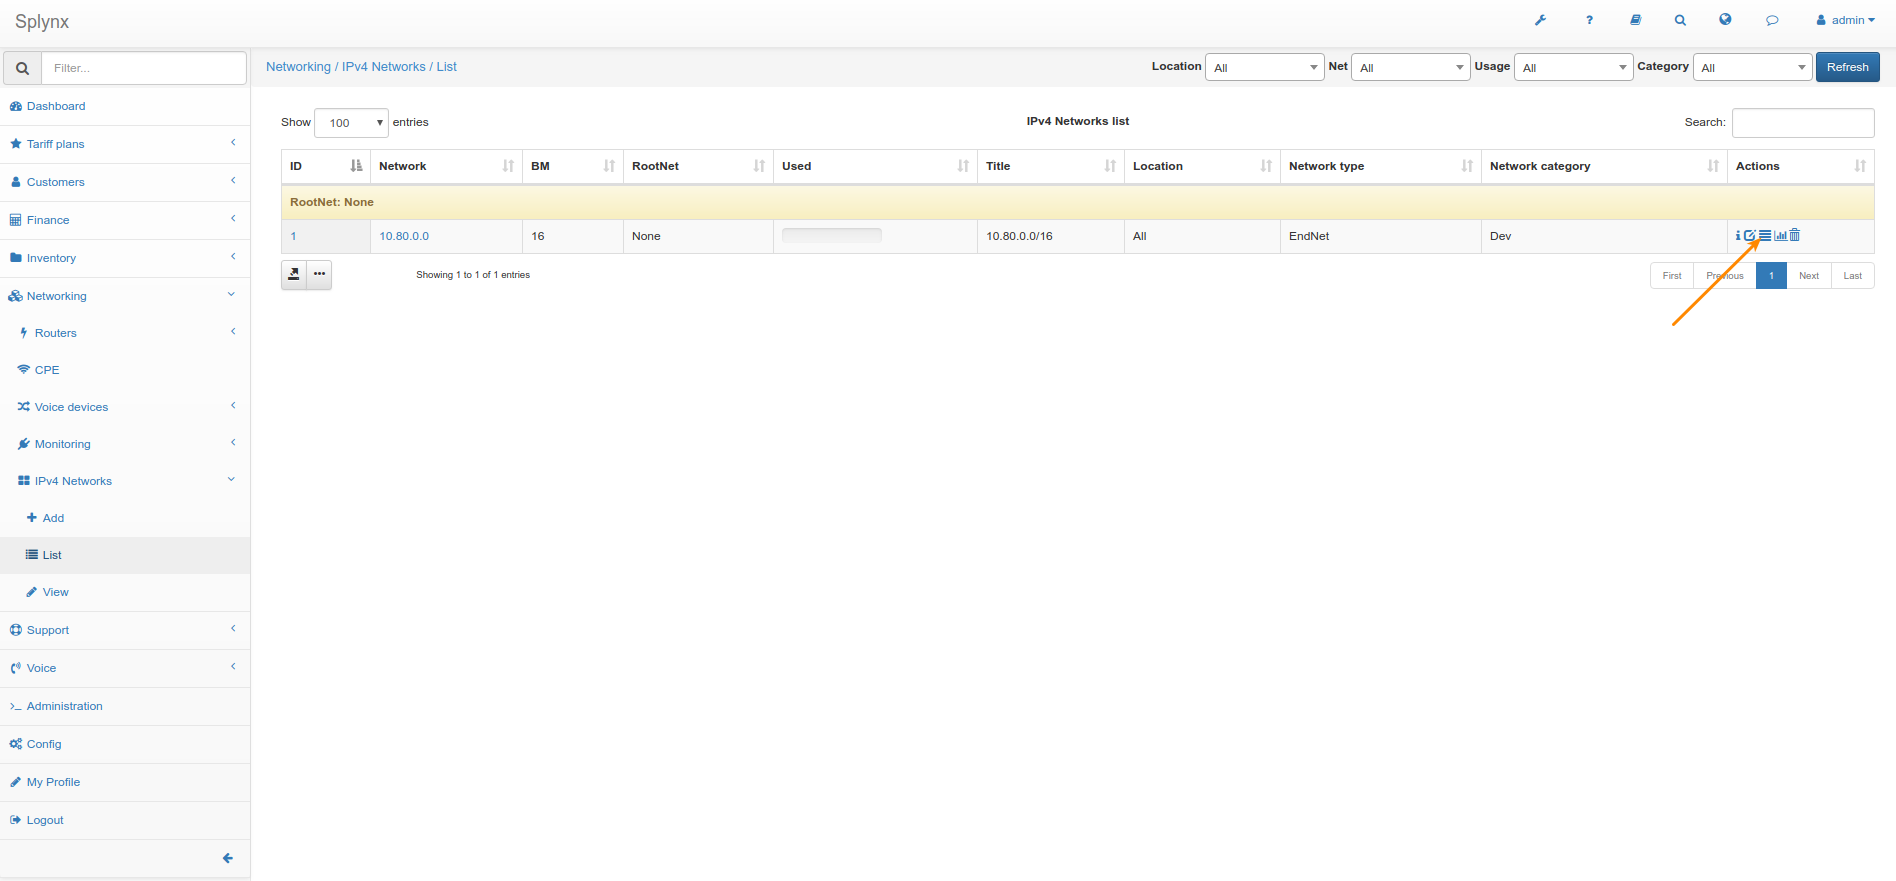 Splynx
? admin
Filter...
Networking / IPv4 Networks / List
Location All Net All Usage All Category All Refresh
Dashboard
Tariff plans
Customers
Finance
Inventory
Networking
Routers
CPE
Voice devices
Monitoring
IPv4 Networks
Add
List
View
Support
Voice
Administration
Config
My Profile
Logout
Show 100 entries
IPv4 Networks list
Search:
ID Network BM RootNet Used Title Location Network type Network category Actions
RootNet: None
1 10.80.0.0 16 None 10.80.0.0/16 All EndNet Dev
Showing 1 to 1 of 1 entries
First Previous 1 Next Last